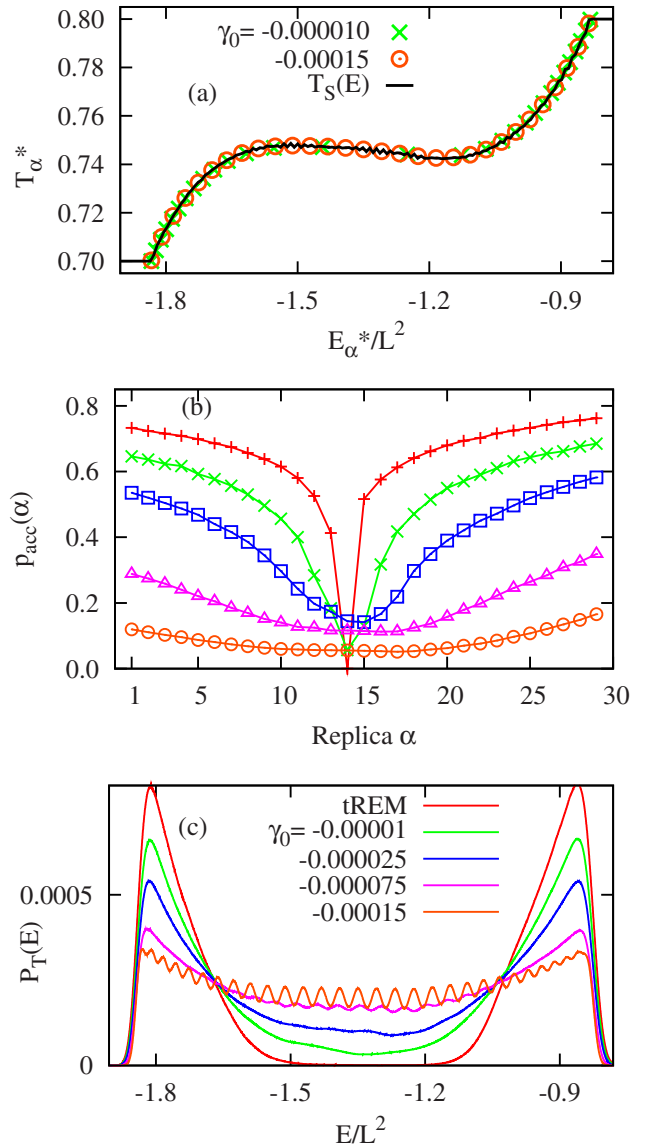 0.80
0.78
0.76
0.74
0.72
0.70
γ0= -0.000010
-0.00015
TS(E)
(a)
Tα*
-1.8 -1.5 -1.2 -0.9
Eα*/L2
0.8
0.6
0.4
0.2
0.0
(b)
pacc(α)
1 5 10 15 20 25 30
Replica α
(c)
tREM
γ0= -0.00001
-0.000025
-0.000075
-0.00015
0.0005
0
PT(E)
-1.8 -1.5 -1.2 -0.9
E/L2